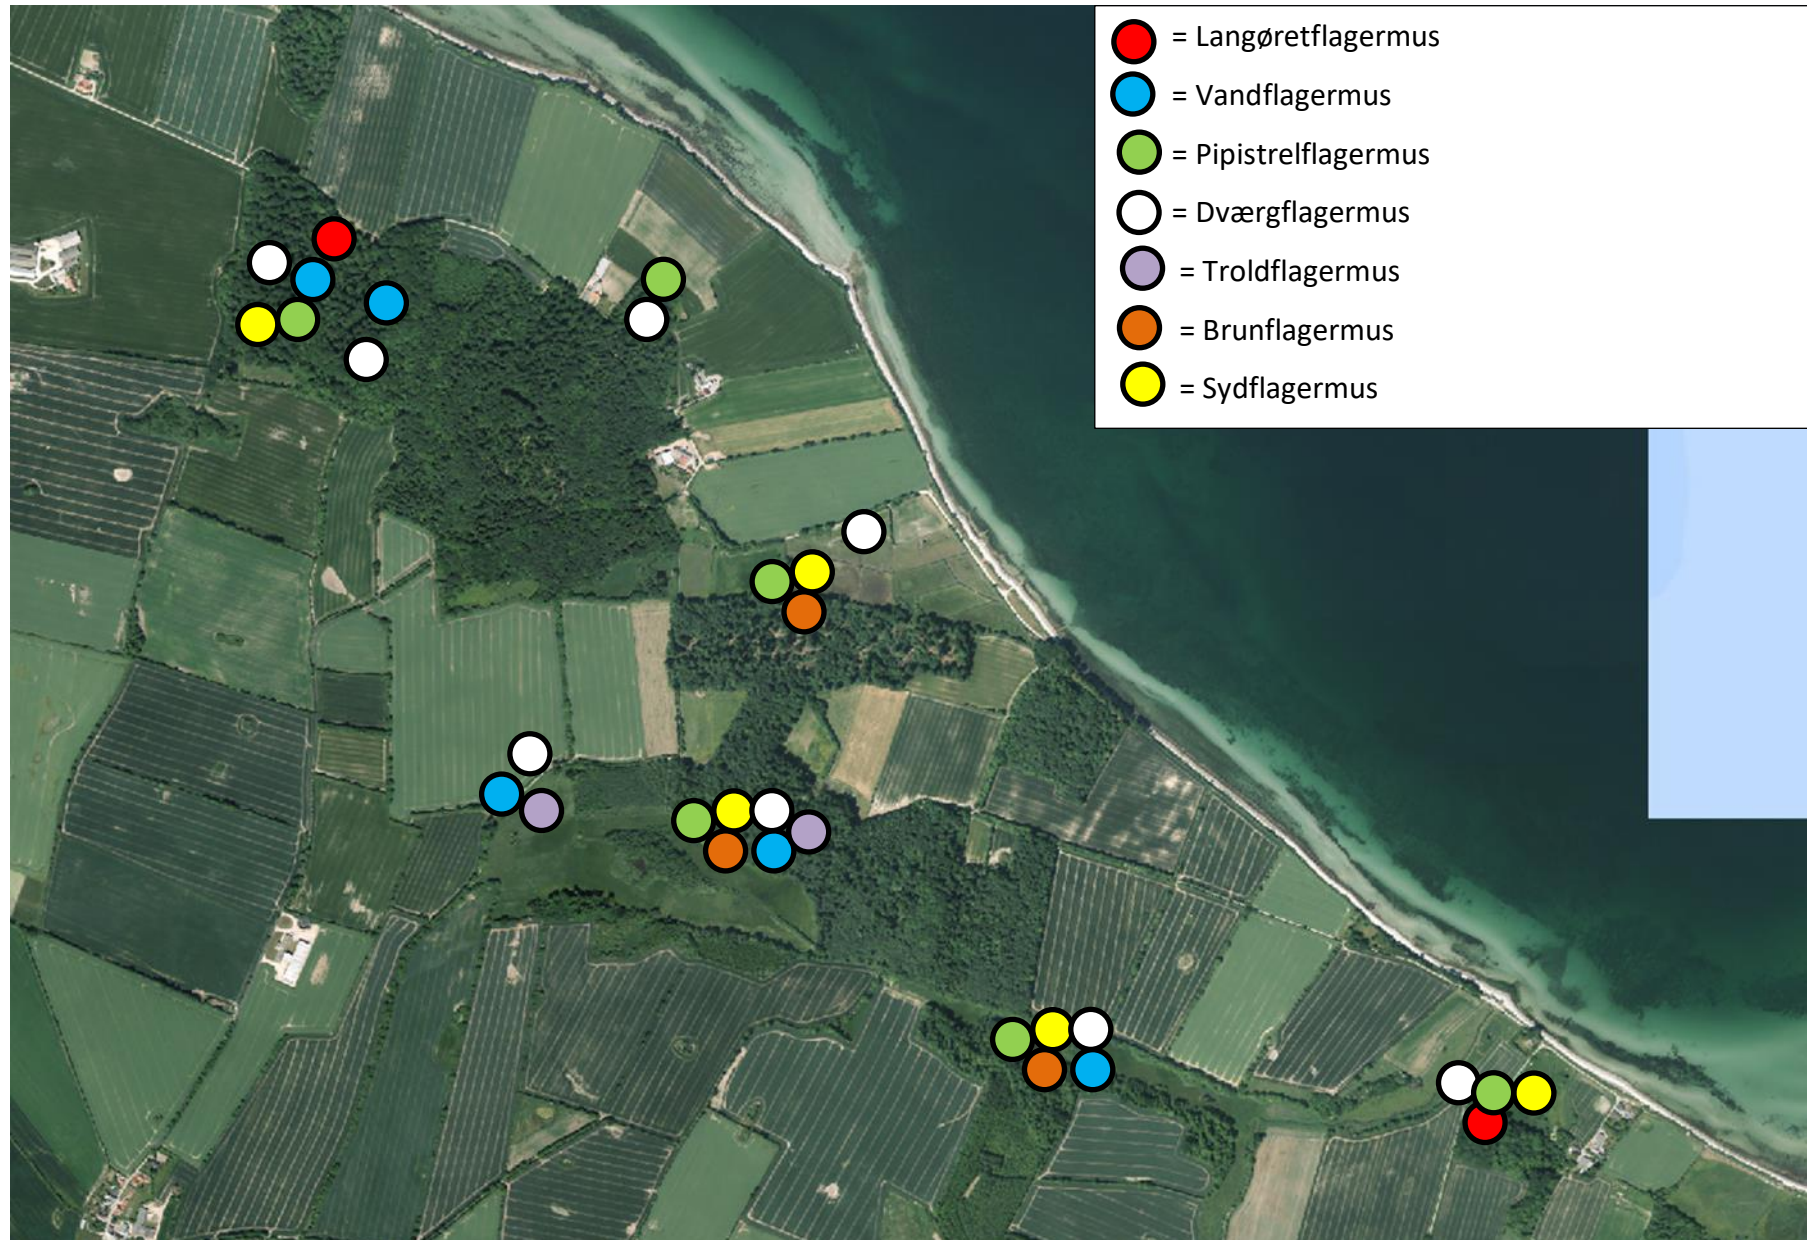 = Langøretflagermus
= Vandflagermus
= Pipistrelflagermus
= Dværgflagermus
= Troldflagermus
= Brunflagermus
= Sydflagermus